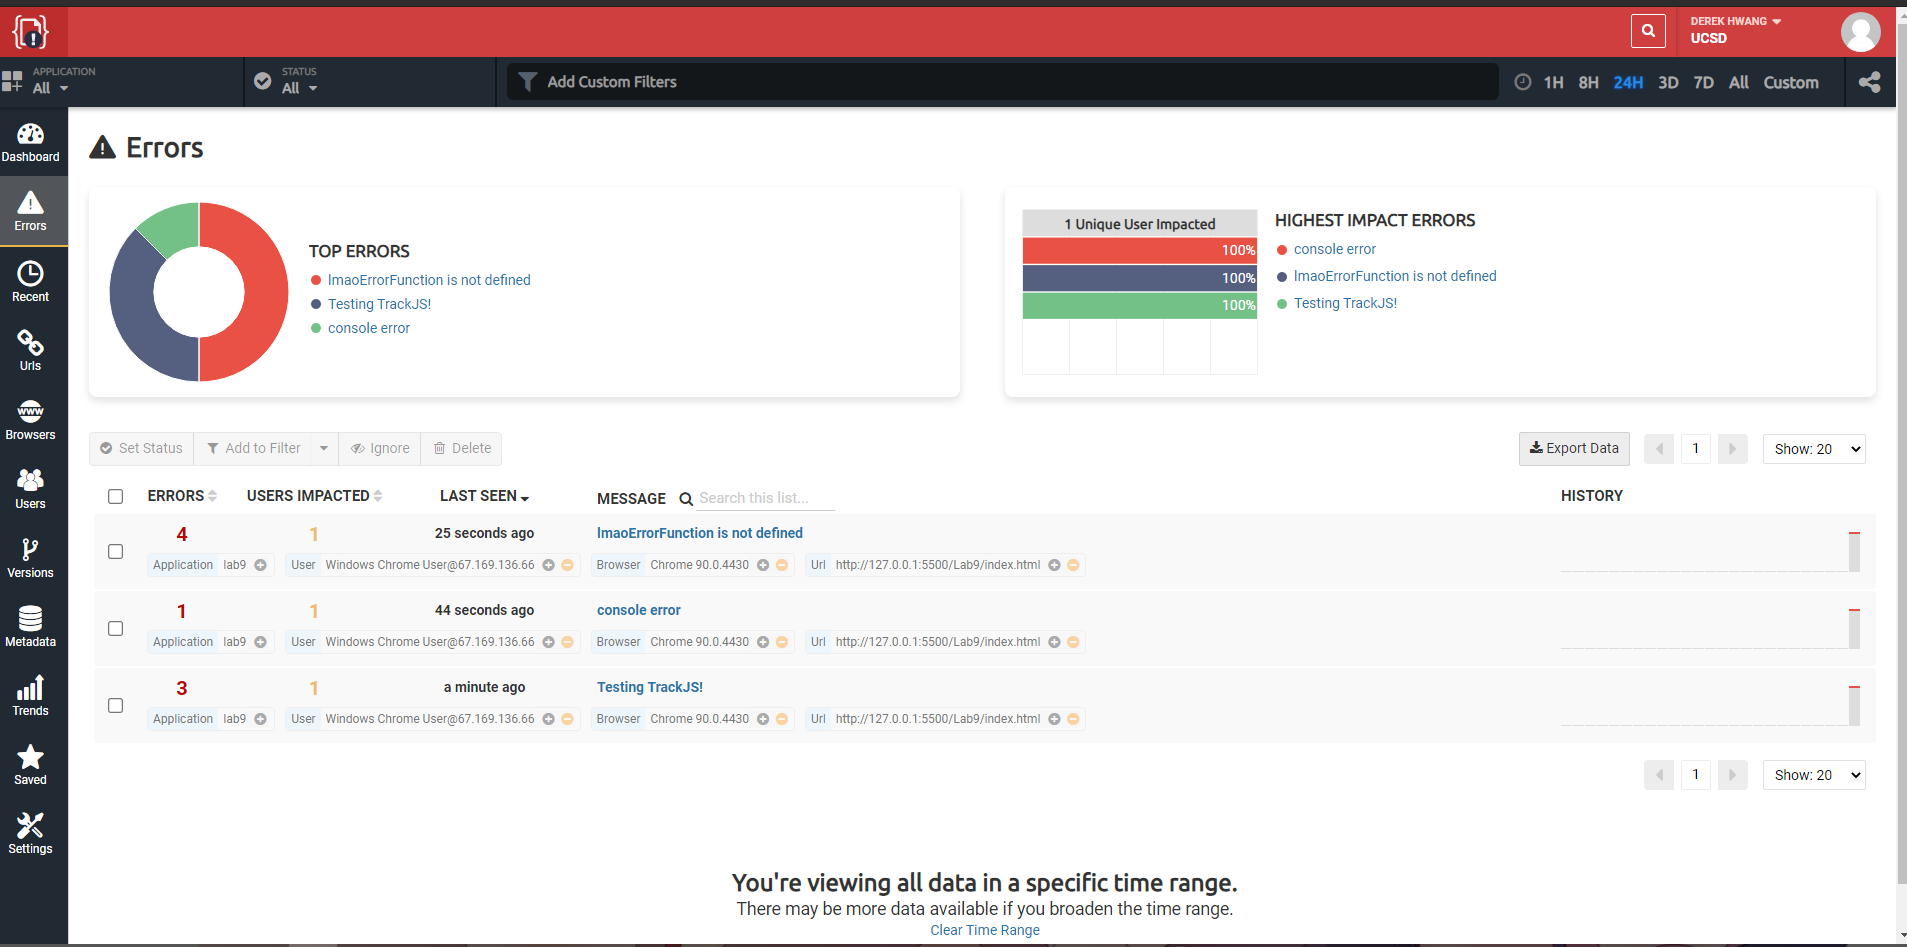 DEREK HWANG
UCSD
APPLICATION
All
STATUS
All
Add Custom Filters
1H 8H 24H 3D 7D All Custom
Dashboard
Errors
Recent
Urls
WWW
Browsers
Users
Versions
Metadata
Trends
Saved
Settings
Errors
TOP ERRORS
lmaoErrorFunction is not defined
Testing TrackJS!
console error
1 Unique User Impacted
100%
100%
100%
HIGHEST IMPACT ERRORS
console error
lmaoErrorFunction is not defined
Testing TrackJS!
Set Status Add to Filter Ignore Delete
Export Data 1 Show: 20
ERRORS USERS IMPACTED LAST SEEN MESSAGE Search this list... HISTORY
4 1 25 seconds ago lmaoErrorFunction is not defined
Application lab9 User Windows Chrome User@67.169.136.66 Browser Chrome 90.0.4430 Url http://127.0.0.1:5500/Lab9/index.html
1 1 44 seconds ago console error
Application lab9 User Windows Chrome User@67.169.136.66 Browser Chrome 90.0.4430 Url http://127.0.0.1:5500/Lab9/index.html
3 1 a minute ago Testing TrackJS!
Application lab9 User Windows Chrome User@67.169.136.66 Browser Chrome 90.0.4430 Url http://127.0.0.1:5500/Lab9/index.html
1 Show: 20
You're viewing all data in a specific time range.
There may be more data available if you broaden the time range.
Clear Time Range